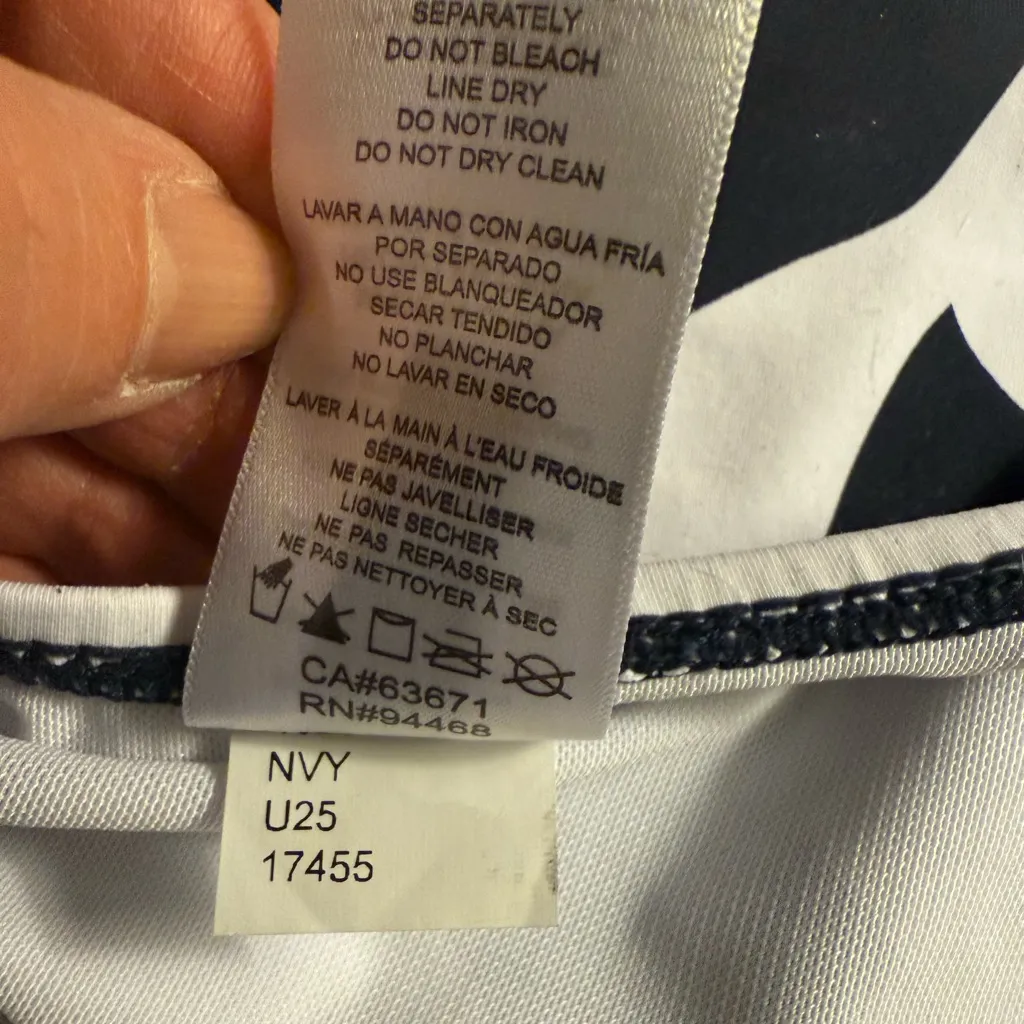 SEPARATELY
DO NOT BLEACH
LINE DRY
DO NOT IRON
DO NOT DRY CLEAN
LAVAR A MANO CON AGUA FRÍA
POR SEPARADO
NO USE BLANQUEADOR
SECAR TENDIDO
NO PLANCHAR
NO LAVAR EN SECO
LAVER À LA MAIN À L'EAU FROIDE
SÉPARÉMENT
NE PAS JAVELLISER
LIGNE SECHER
NE PAS REPASSER
NE PAS NETTOYER À SEC
CA#63671
RN#94468
NVY
U25
17455